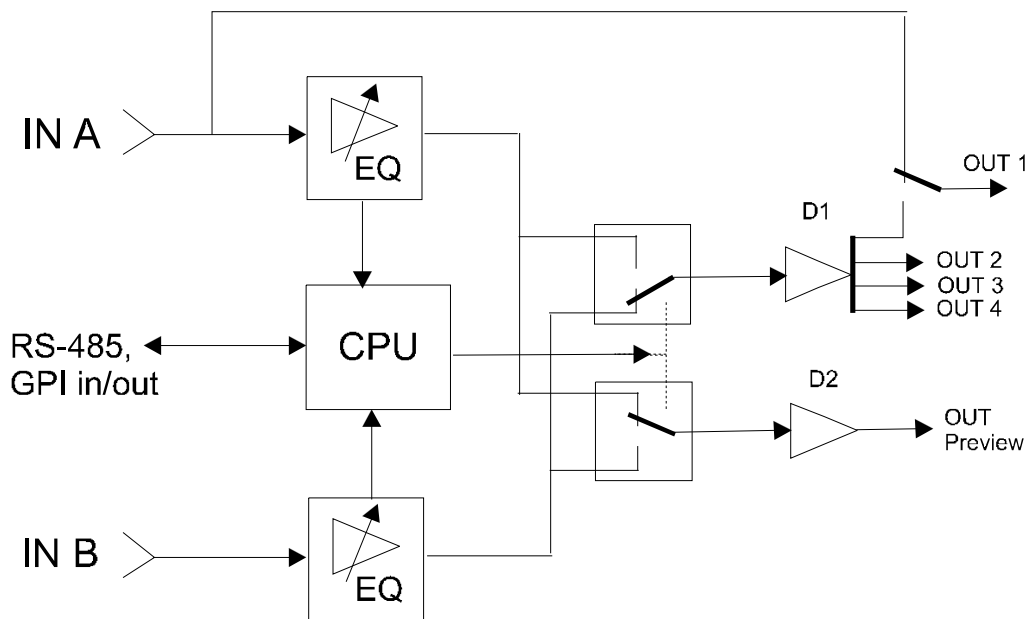 IN A
EQ
OUT 1
D1
OUT 2
OUT 3
OUT 4
RS-485,
GPI in/out
CPU
D2
OUT
Preview
IN B
EQ